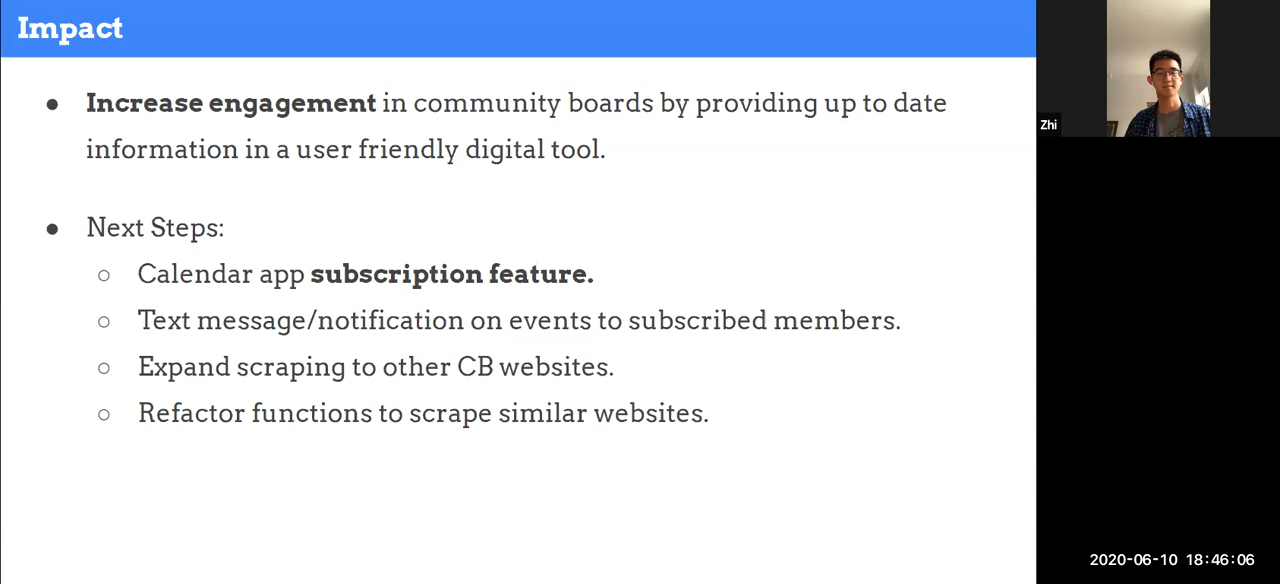 Impact
● Increase engagement in community boards by providing up to date
information in a user friendly digital tool.
● Next Steps:
○ Calendar app subscription feature.
○ Text message/notification on events to subscribed members.
○ Expand scraping to other CB websites.
○ Refactor functions to scrape similar websites.
Zhi
2020-06-10 18:46:06